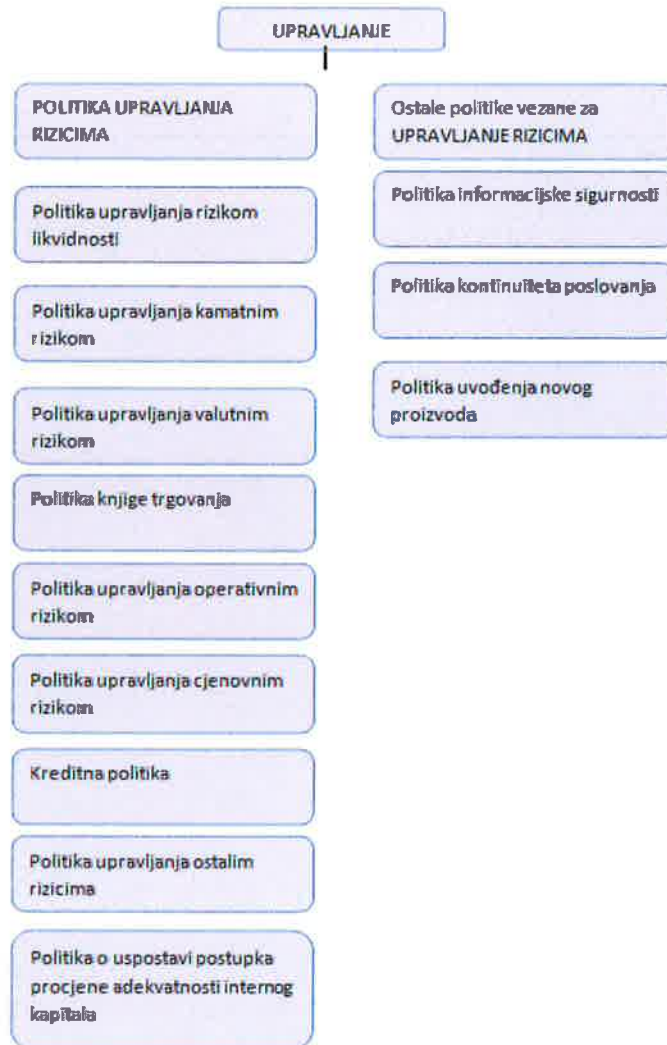 UPRAVLJANJE
POLITIKA UPRAVLJANJA
RIZICIMA
Politika upravljanja rizikom
likvidnosti
Politika upravljanja kamatnim
rizikom
Politika upravljanja valutnim
rizikom
Politika knjige trgovanja
Politika upravljanja operativnim
rizikom
Politika upravljanja cjenovnim
rizikom
Kreditna politika
Politika upravljanja ostalim
rizicima
Politika o uspostavi postupka
procjene adekvatnosti internog
kapitala
Ostale politike vezane za
UPRAVLJANJE RIZICIMA
Politika informacijske sigurnosti
Politika kontinuiteta poslovanja
Politika uvođenja novog
proizvoda